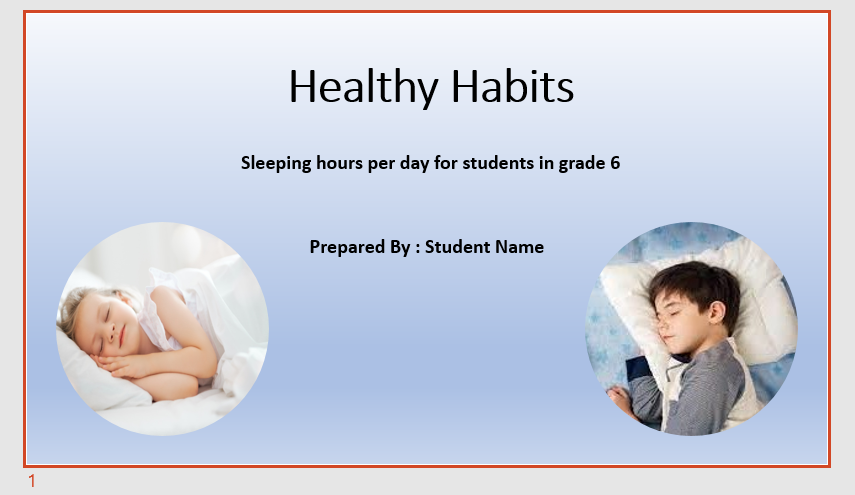 Healthy Habits
Sleeping hours per day for students in grade 6
Prepared By : Student Name
1